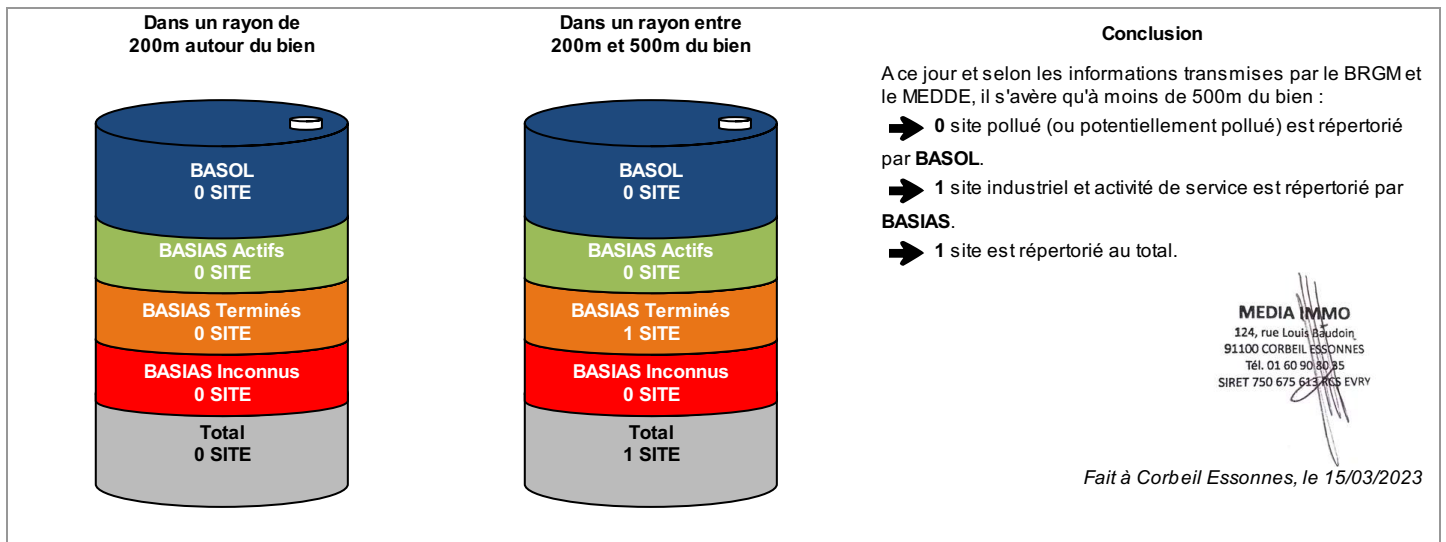 Dans un rayon de
200m autour du bien
BASOL
0 SITE
BASIAS Actifs
0 SITE
BASIAS Terminés
0 SITE
BASIAS Inconnus
0 SITE
Total
0 SITE
Dans un rayon entre
200m et 500m du bien
BASOL
0 SITE
BASIAS Actifs
0 SITE
BASIAS Terminés
1 SITE
BASIAS Inconnus
0 SITE
Total
1 SITE
Conclusion
A ce jour et selon les informations transmises par le BRGM et
le MEDDE, il s'avère qu'à moins de 500m du bien :
0 site pollué (ou potentiellement pollué) est répertorié
par BASOL.
1 site industriel et activité de service est répertorié par
BASIAS.
1 site est répertorié au total.
MEDIA IMMO
124, rue Louis Baudoin
91100 CORBEIL ESSONNES
Tél. 01 60 90 80 85
SIRET 750 675 613 RCS EVRY
Fait à Corbeil Essonnes, le 15/03/2023